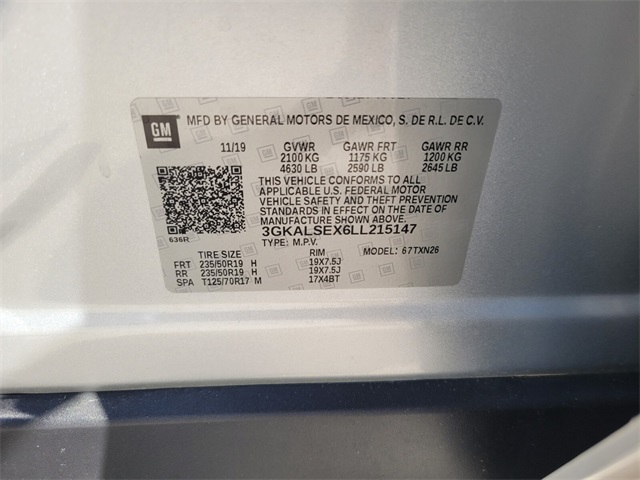 GM
MFD BY GENERAL MOTORS DE MEXICO, S. DE R.L. DE C.V.
11/19 GVWR GAWR FRT GAWR RR
2100 KG 1175 KG 1200 KG
4630 LB 2590 LB 2645 LB
THIS VEHICLE CONFORMS TO ALL
APPLICABLE U.S. FEDERAL MOTOR
VEHICLE SAFETY AND THEFT PREVENTION
STANDARDS IN EFFECT ON THE DATE OF
MANUFACTURE SHOWN ABOVE.
3GKALSEX6LL215147
636R
TYPE: M.P.V. MODEL: 67TXN26
TIRE SIZE RIM
FRT 235/50R19 H 19X7.5J
RR 235/50R19 H 19X7.5J
SPA T125/70R17 M 17X4BT